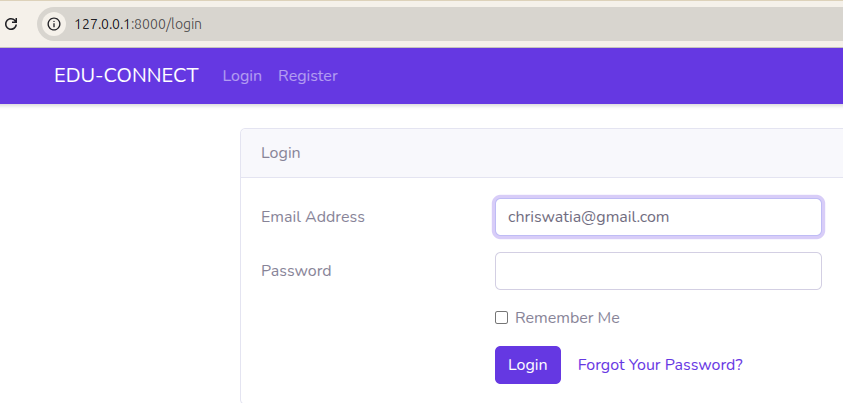 127.0.0.1:8000/login
EDU-CONNECT Login Register
Login
Email Address chriswatia@gmail.com
Password
Remember Me
Login Forgot Your Password?